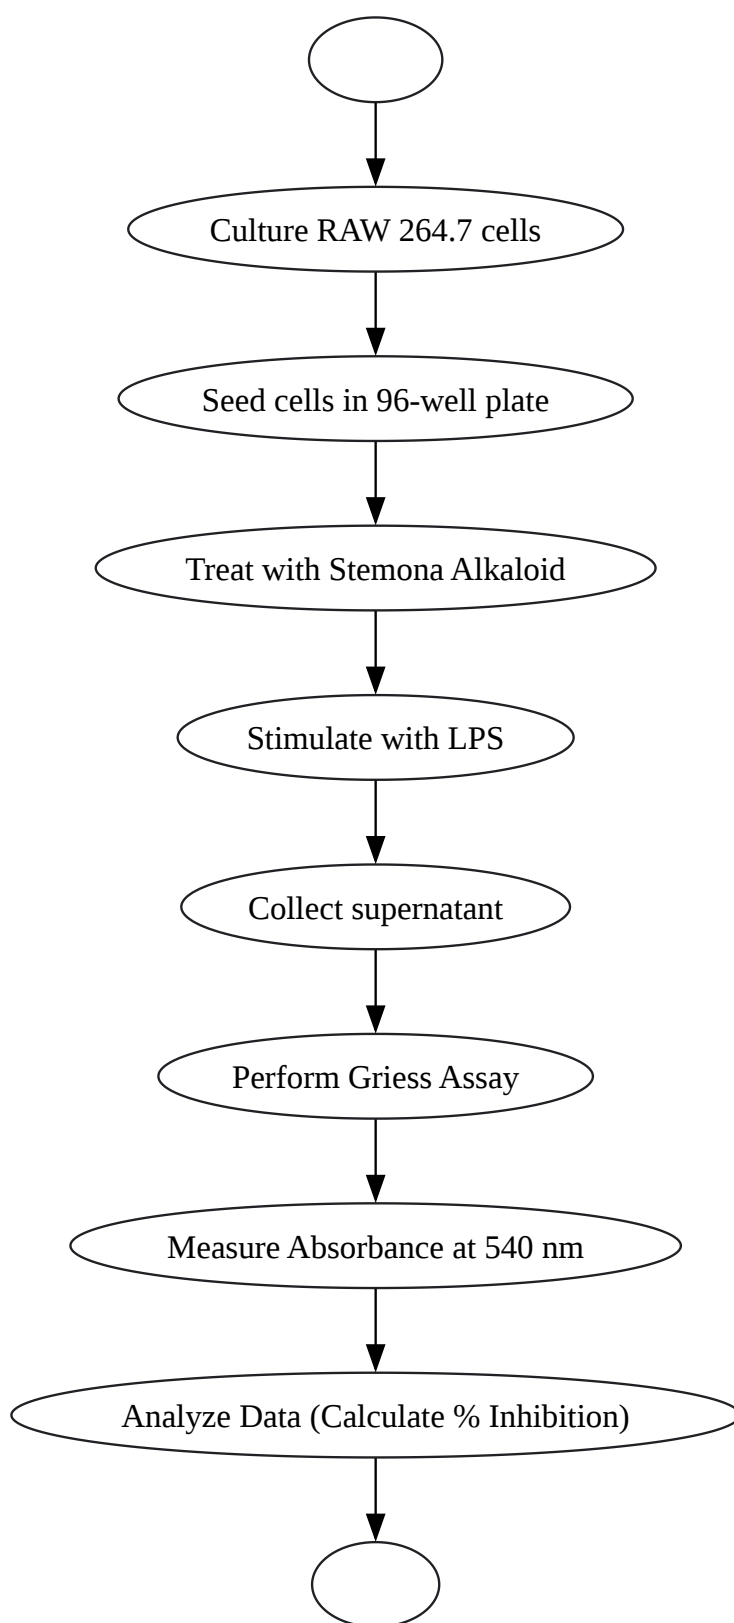 Culture RAW 264.7 cells
Seed cells in 96-well plate
Treat with Stemona Alkaloid
Stimulate with LPS
Collect supernatant
Perform Griess Assay
Measure Absorbance at 540 nm
Analyze Data (Calculate % Inhibition)